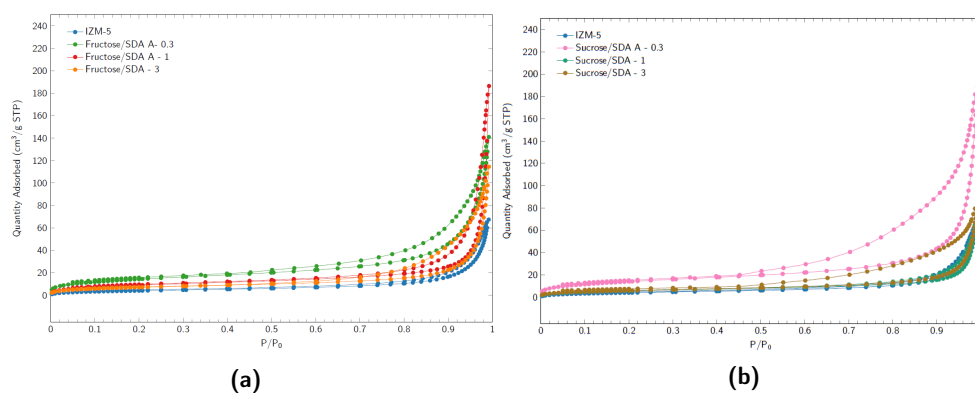 IZM-5
Fructose/SDA A- 0.3
Fructose/SDA A - 1
Fructose/SDA - 3
Quantity Adsorbed (cm³/g STP)
240
220
200
180
160
140
120
100
80
60
40
20
0
0 0.1 0.2 0.3 0.4 0.5 0.6 0.7 0.8 0.9 1
P/P₀
(a)
IZM-5
Sucrose/SDA A - 0.3
Sucrose/SDA - 1
Sucrose/SDA - 3
Quantity Adsorbed (cm³/g STP)
240
220
200
180
160
140
120
100
80
60
40
20
0
0 0.1 0.2 0.3 0.4 0.5 0.6 0.7 0.8 0.9
P/P₀
(b)